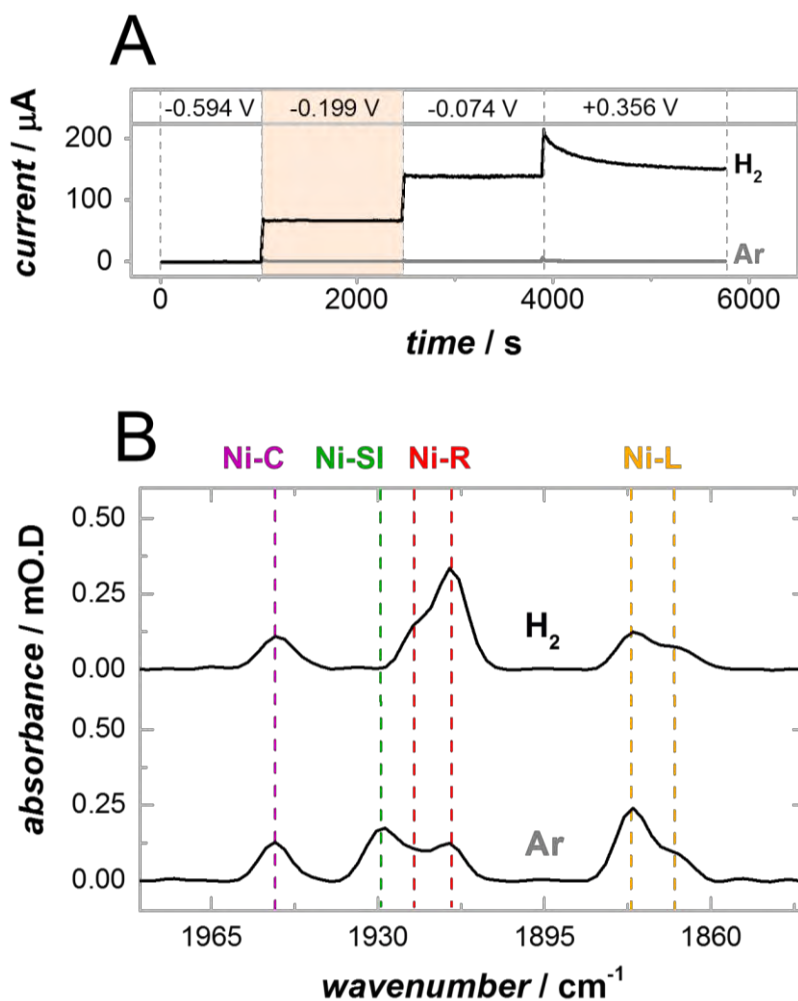 A
-0.594 V -0.199 V -0.074 V +0.356 V
current / μA
200
100
0
H₂
Ar
0 2000 4000 6000
time / s
B
Ni-C Ni-SI Ni-R Ni-L
absorbance / mO.D
0.50
0.25
0.00
H₂
0.50
0.25
0.00
Ar
1965 1930 1895 1860
wavenumber / cm⁻¹